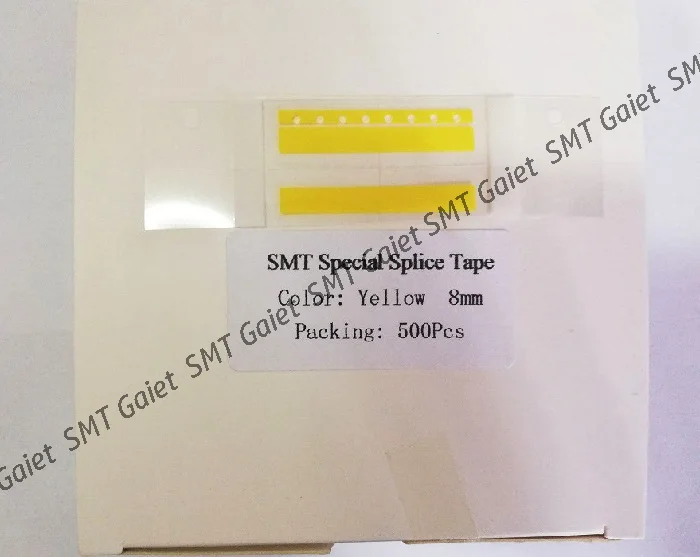 SMT Special Splice Tape
Color: Yellow 8mm
Packing: 500Pcs
Gaiet SMT Gaiet SMT Gaiet SMT Gaiet SMT Gaiet SMT Gaiet SM